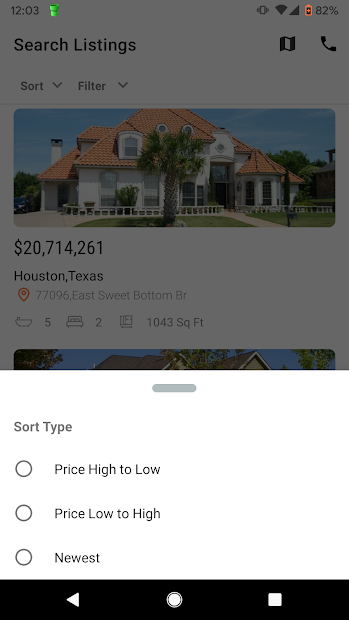 12:03
82%
Search Listings
Sort Filter
$20,714,261
Houston,Texas
77096,East Sweet Bottom Br
5 2 1043 Sq Ft
Sort Type
Price High to Low
Price Low to High
Newest